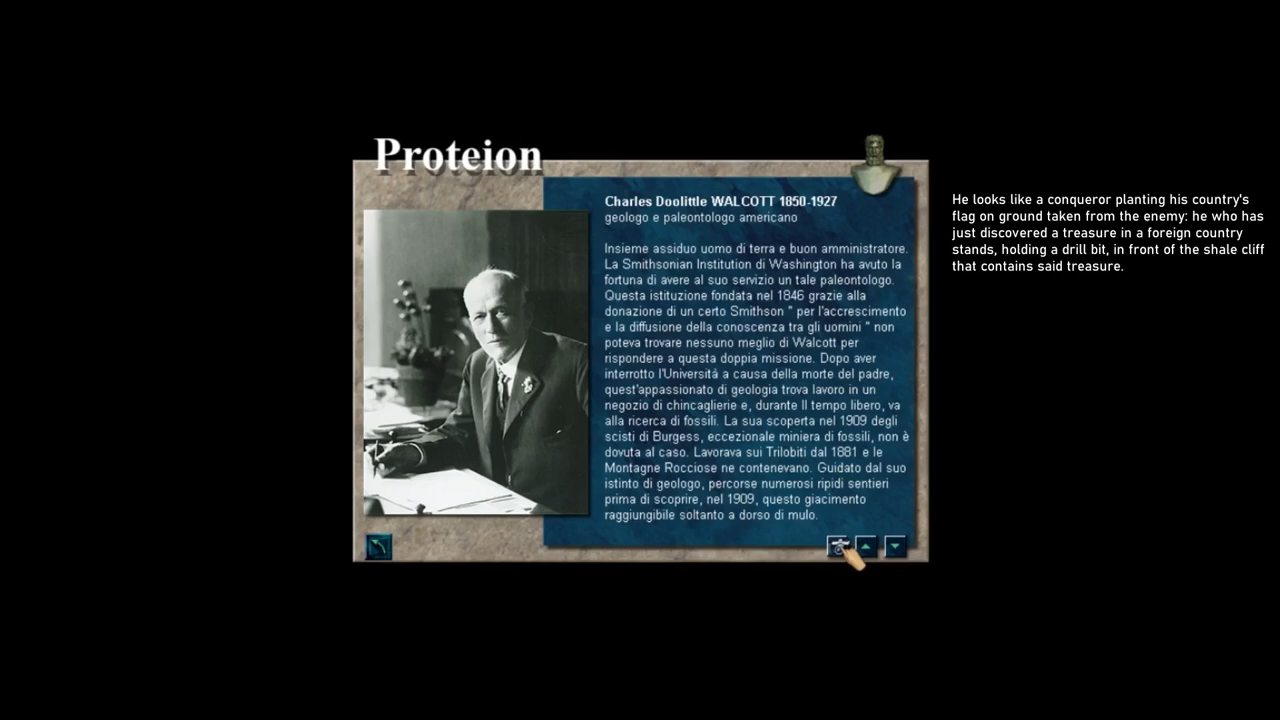 Proteion
Charles Doolittle WALCOTT 1850-1927
geologo e paleontologo americano
Insieme assiduo uomo di terra e buon amministratore.
La Smithsonian Institution di Washington ha avuto la
fortuna di avere al suo servizio un tale paleontologo.
Questa istituzione fondata nel 1846 grazie alla
donazione di un certo Smithson " per l'accrescimento
e la diffusione della conoscenza tra gli uomini " non
poteva trovare nessuno meglio di Walcott per
rispondere a questa doppia missione. Dopo aver
interrotto l'Università a causa della morte del padre,
quest'appassionato di geologia trova lavoro in un
negozio di chincaglierie e, durante Il tempo libero, va
alla ricerca di fossili. La sua scoperta nel 1909 degli
scisti di Burgess, eccezionale miniera di fossili, non è
dovuta al caso. Lavorava sui Trilobiti dal 1881 e le
Montagne Rocciose ne contenevano. Guidato dal suo
istinto di geologo, percorse numerosi ripidi sentieri
prima di scoprire, nel 1909, questo giacimento
raggiungibile soltanto a dorso di mulo.
He looks like a conqueror planting his country's
flag on ground taken from the enemy: he who has
just discovered a treasure in a foreign country
stands, holding a drill bit, in front of the shale cliff
that contains said treasure.